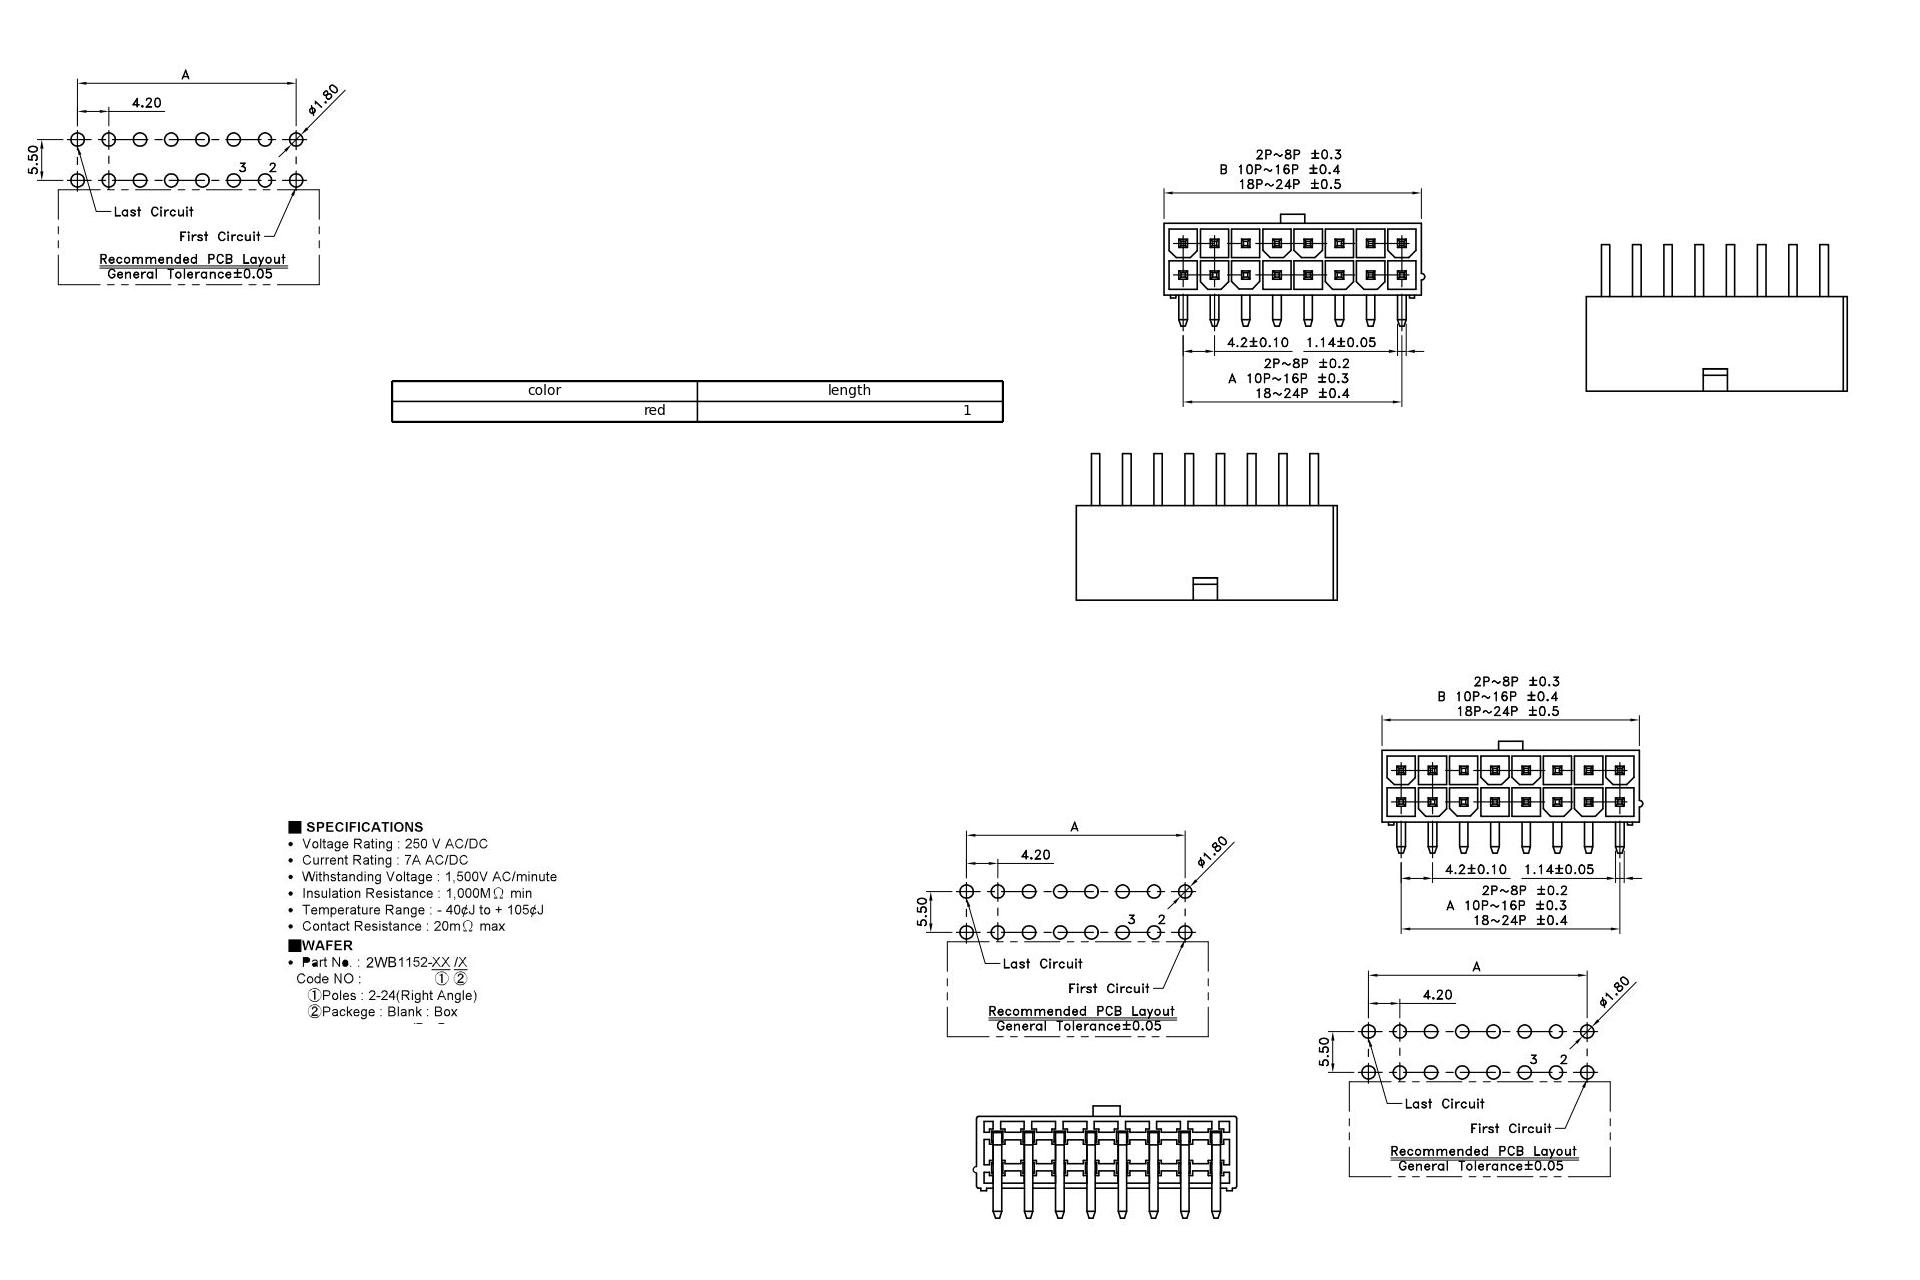 A
4.20
ø1.80
5.50
3 2
Last Circuit
First Circuit
Recommended PCB Layout
General Tolerance±0.05
2P~8P ±0.3
B 10P~16P ±0.4
18P~24P ±0.5
4.2±0.10 1.14±0.05
2P~8P ±0.2
A 10P~16P ±0.3
18~24P ±0.4
color length
red 1
2P~8P ±0.3
B 10P~16P ±0.4
18P~24P ±0.5
4.2±0.10 1.14±0.05
2P~8P ±0.2
A 10P~16P ±0.3
18~24P ±0.4
■ SPECIFICATIONS
• Voltage Rating : 250 V AC/DC
• Current Rating : 7A AC/DC
• Withstanding Voltage : 1,500V AC/minute
• Insulation Resistance : 1,000MΩ min
• Temperature Range : - 40¢J to + 105¢J
• Contact Resistance : 20mΩ max
■WAFER
• Part No. : 2WB1152-XX /X
Code NO : ① ②
①Poles : 2-24(Right Angle)
②Packege : Blank : Box
A
4.20
ø1.80
5.50
3 2
Last Circuit
First Circuit
Recommended PCB Layout
General Tolerance±0.05
A
4.20
ø1.80
5.50
3 2
Last Circuit
First Circuit
Recommended PCB Layout
General Tolerance±0.05